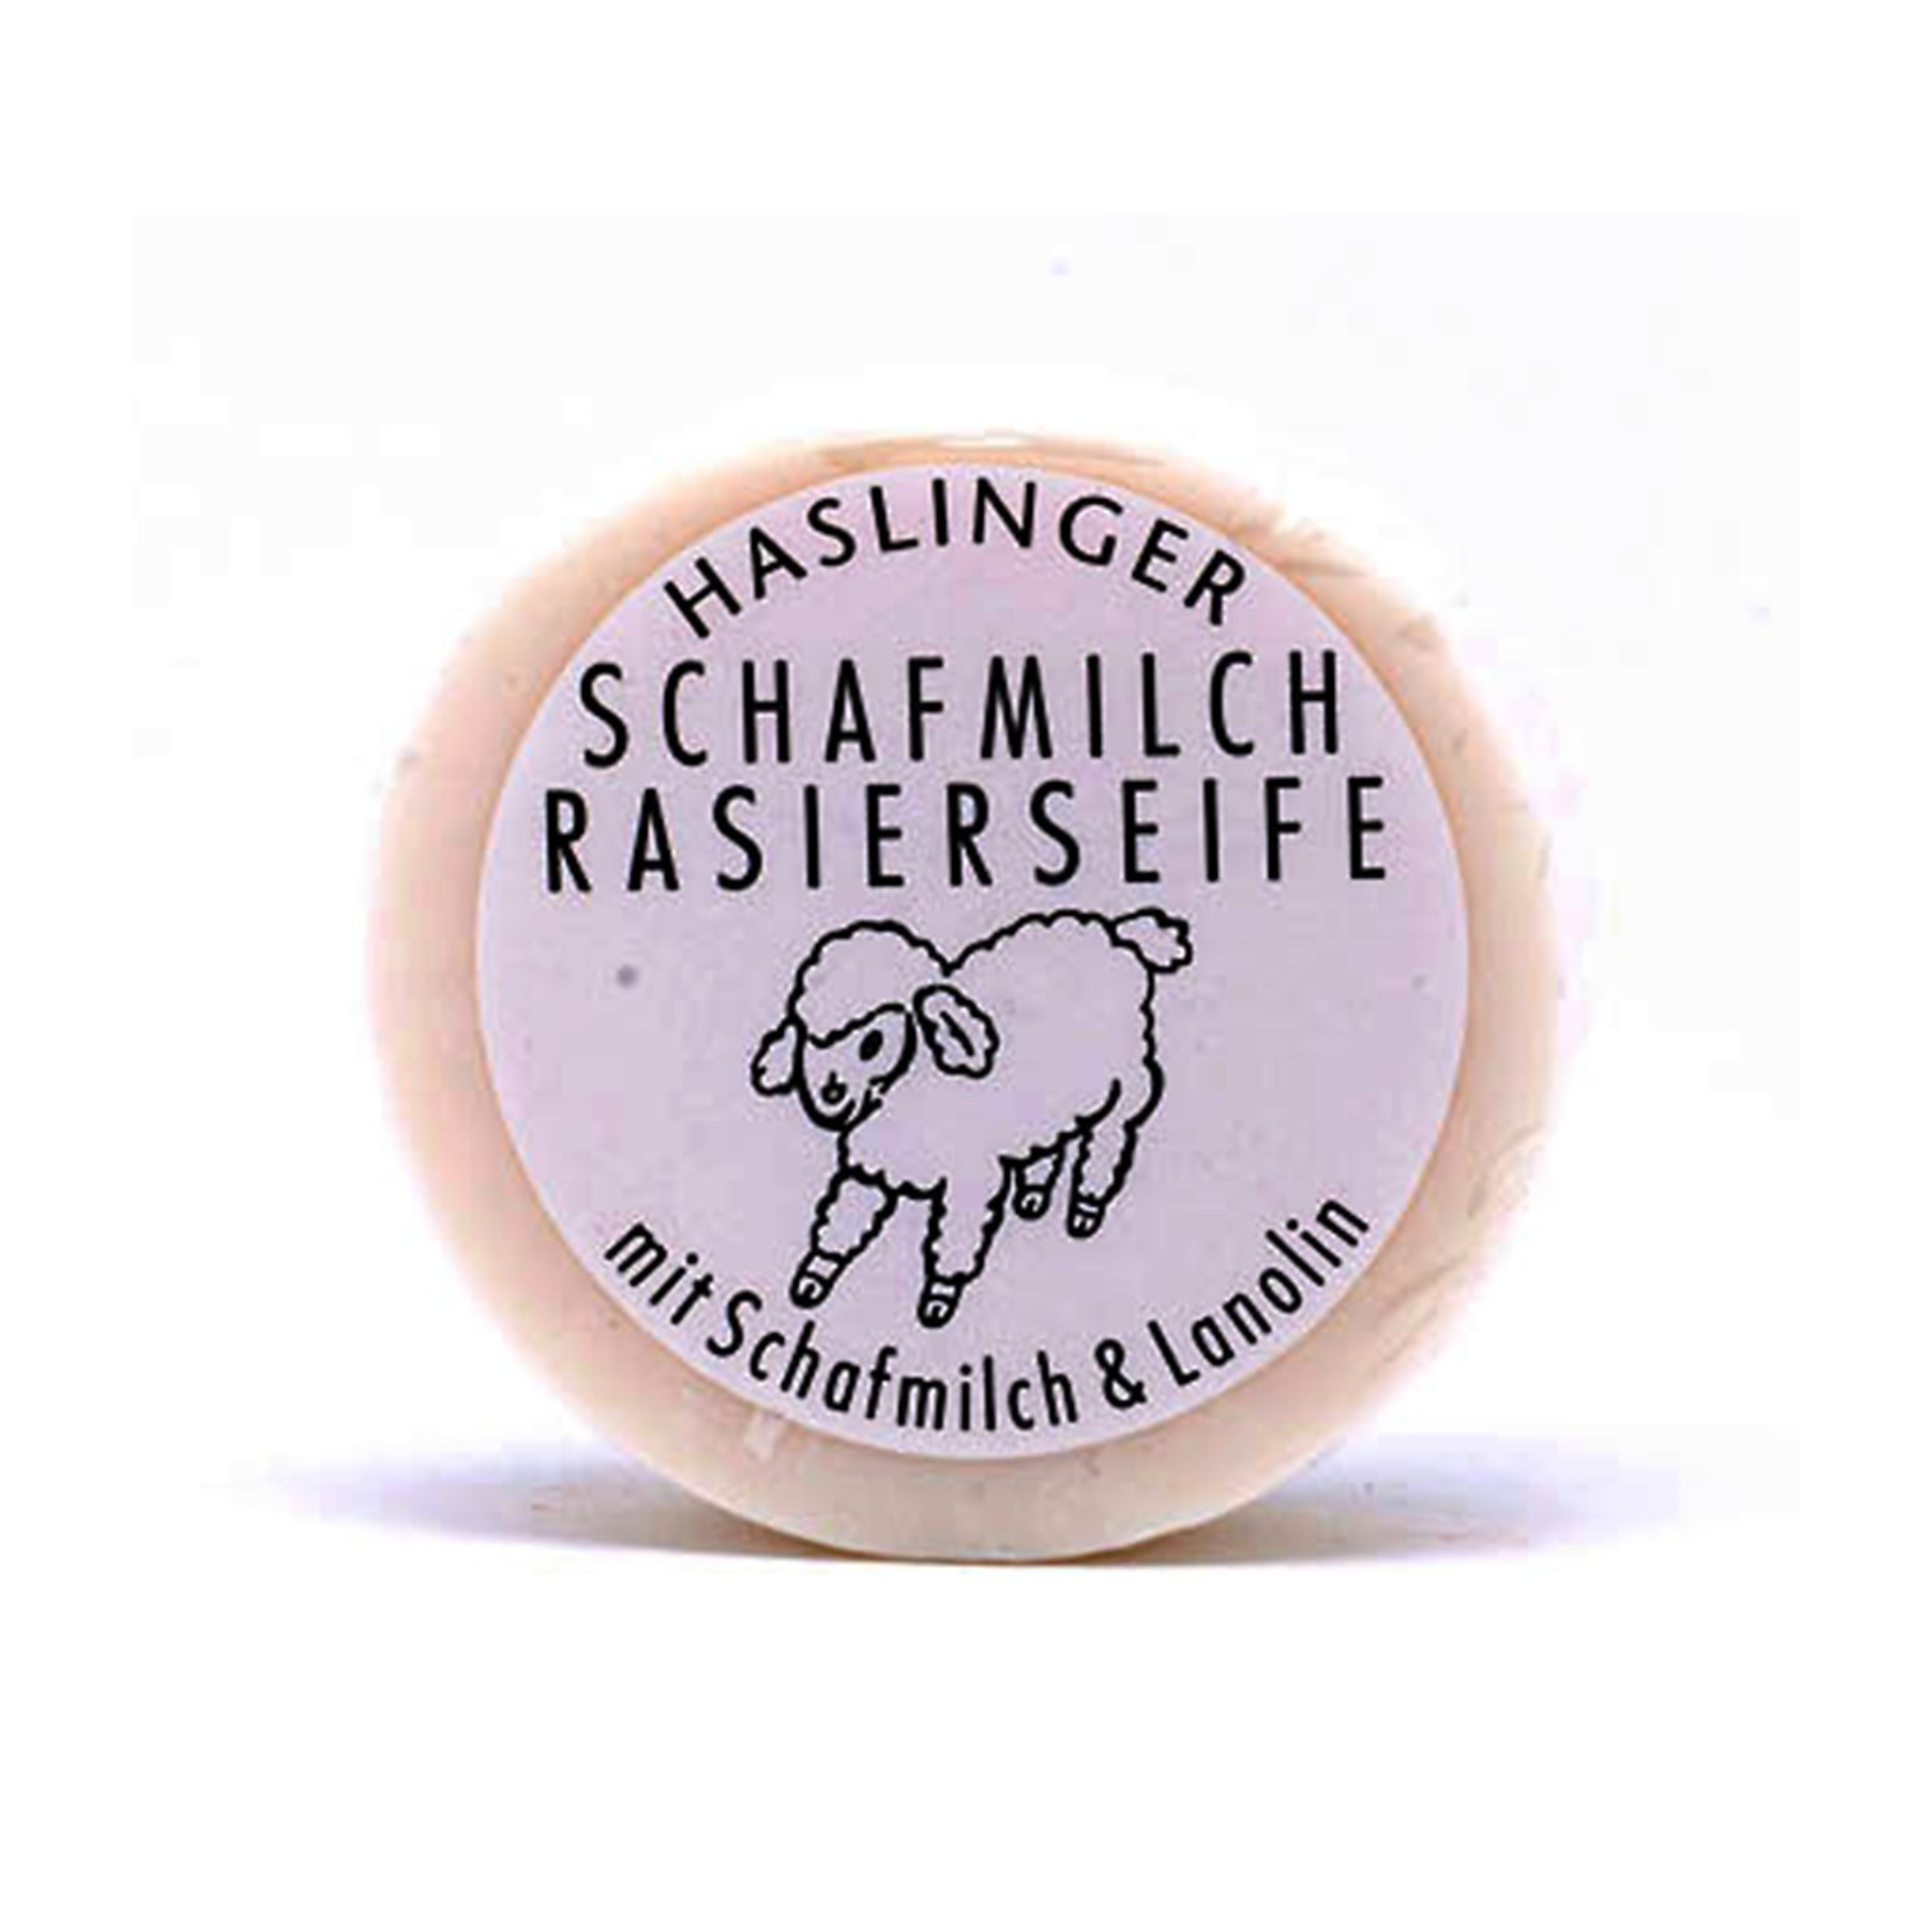 HASLINGER
SCHAFMILCH
RASIERSEIFE
mit Schafmilch & Lanolin